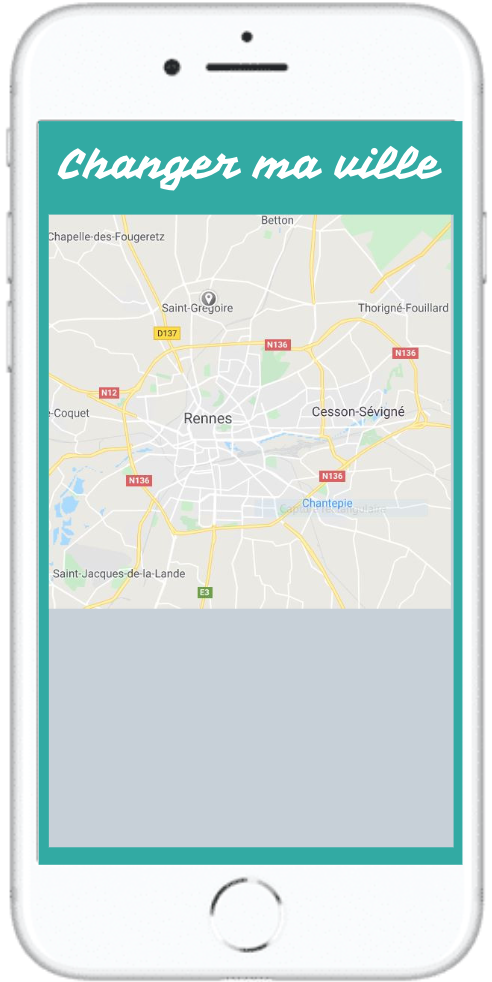 Changer ma ville
Betton
Chapelle-des-Fougeretz
Saint-Grégoire
Thorigné-Fouillard
D137
N136
N136
N12
-Coquet
Rennes
Cesson-Sévigné
N136
N136
Chantepie
Saint-Jacques-de-la-Lande
E3